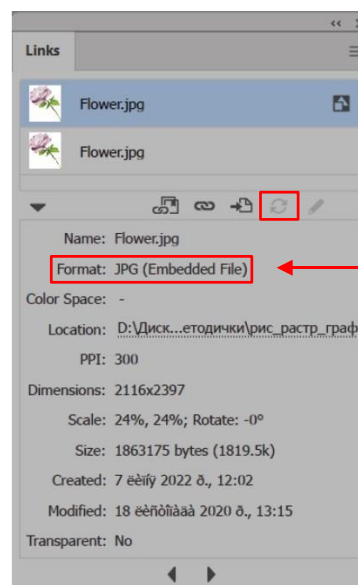 Links
Flower.jpg
Flower.jpg
Name: Flower.jpg
Format: JPG (Embedded File)
Color Space: -
Location: D:\Диск...етодички\рис_растр_граф
PPI: 300
Dimensions: 2116x2397
Scale: 24%, 24%; Rotate: -0º
Size: 1863175 bytes (1819.5k)
Created: 7 ëèïíÿ 2022 ð., 12:02
Modified: 18 ëèñòîïàäà 2020 ð., 13:15
Transparent: No